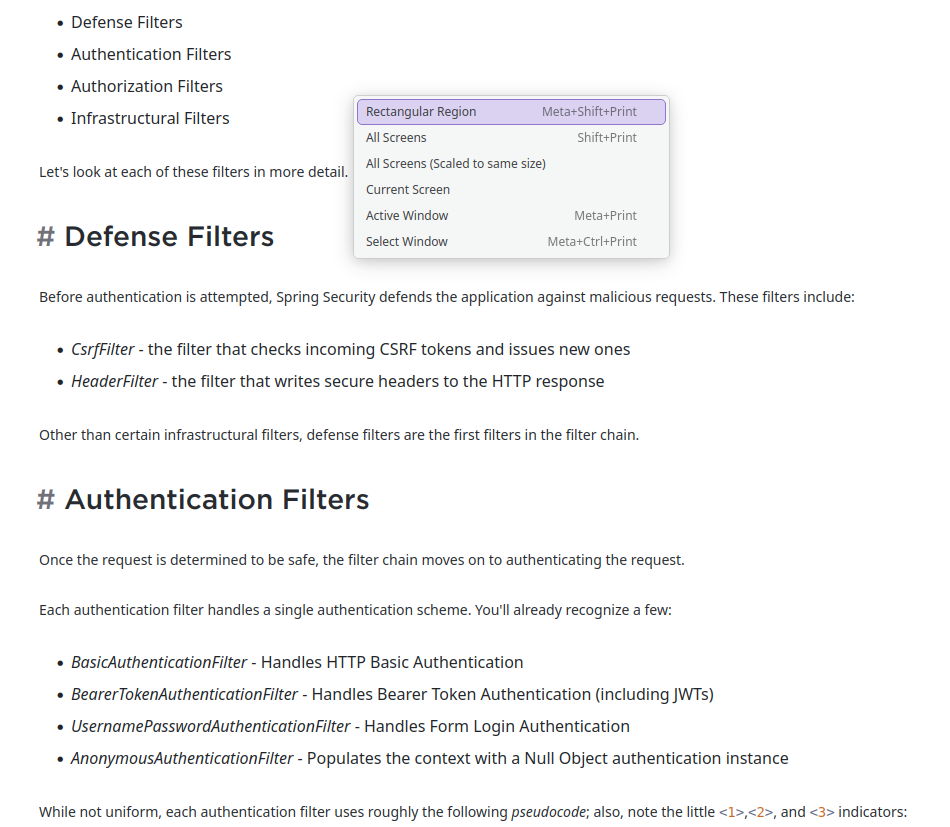 • Defense Filters
• Authentication Filters
• Authorization Filters
• Infrastructural Filters
Rectangular Region Meta+Shift+Print
All Screens Shift+Print
All Screens (Scaled to same size)
Current Screen
Active Window Meta+Print
Select Window Meta+Ctrl+Print
Let's look at each of these filters in more detail.
# Defense Filters
Before authentication is attempted, Spring Security defends the application against malicious requests. These filters include:
• CsrfFilter - the filter that checks incoming CSRF tokens and issues new ones
• HeaderFilter - the filter that writes secure headers to the HTTP response
Other than certain infrastructural filters, defense filters are the first filters in the filter chain.
# Authentication Filters
Once the request is determined to be safe, the filter chain moves on to authenticating the request.
Each authentication filter handles a single authentication scheme. You'll already recognize a few:
• BasicAuthenticationFilter - Handles HTTP Basic Authentication
• BearerTokenAuthenticationFilter - Handles Bearer Token Authentication (including JWTs)
• UsernamePasswordAuthenticationFilter - Handles Form Login Authentication
• AnonymousAuthenticationFilter - Populates the context with a Null Object authentication instance
While not uniform, each authentication filter uses roughly the following pseudocode; also, note the little <1>,<2>, and <3> indicators: